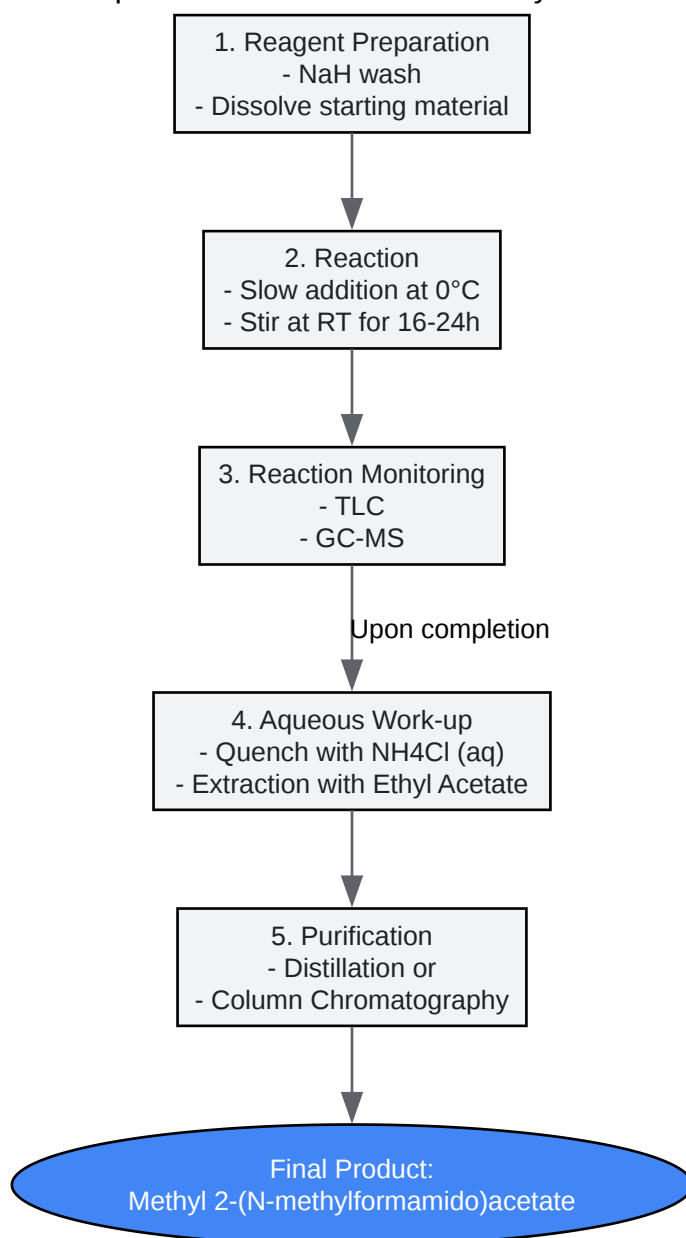 1. Reagent Preparation
- NaH wash
- Dissolve starting material
2. Reaction
- Slow addition at 0°C
- Stir at RT for 16-24h
3. Reaction Monitoring
- TLC
- GC-MS
Upon completion
4. Aqueous Work-up
- Quench with NH4Cl (aq)
- Extraction with Ethyl Acetate
5. Purification
- Distillation or
- Column Chromatography
Final Product:
Methyl 2-(N-methylformamido)acetate